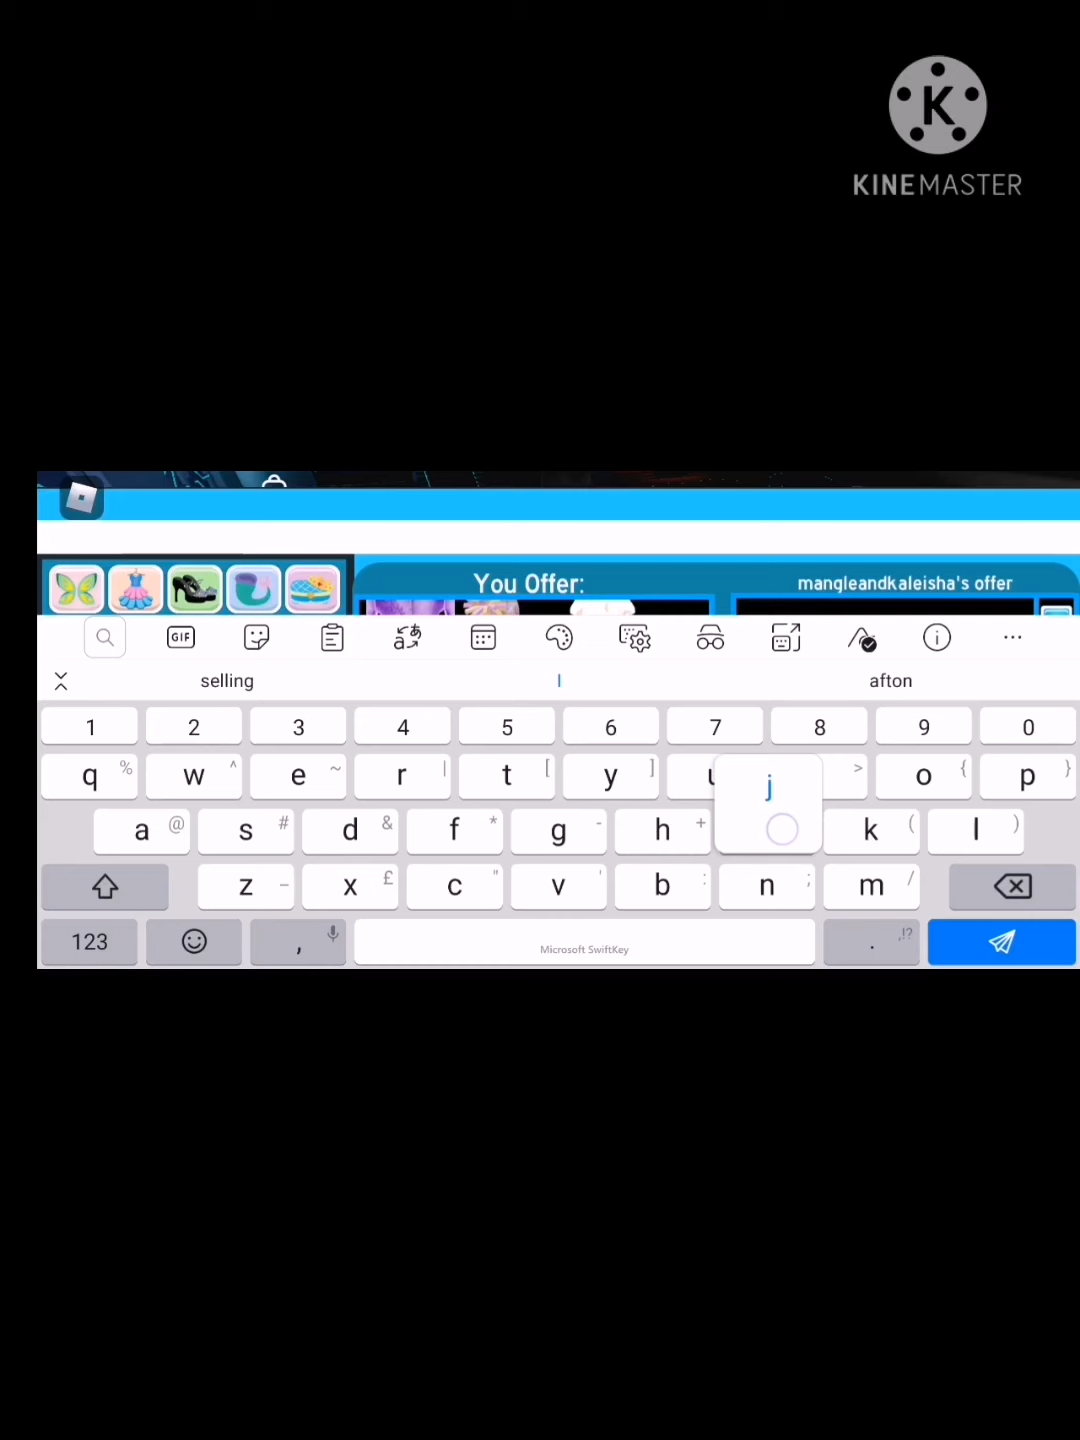 K
KINEMASTER
You Offer:
mangleandkaleisha's offer
GIF
selling
I
afton
1 2 3 4 5 6 7 8 9 0
q % w ^ e ~ r | t [ y ] u j > o { p }
a @ s # d & f * g - h + k ( l )
z _ x £ c " v ' b : n ; m /
123 , Microsoft SwiftKey . ,!?